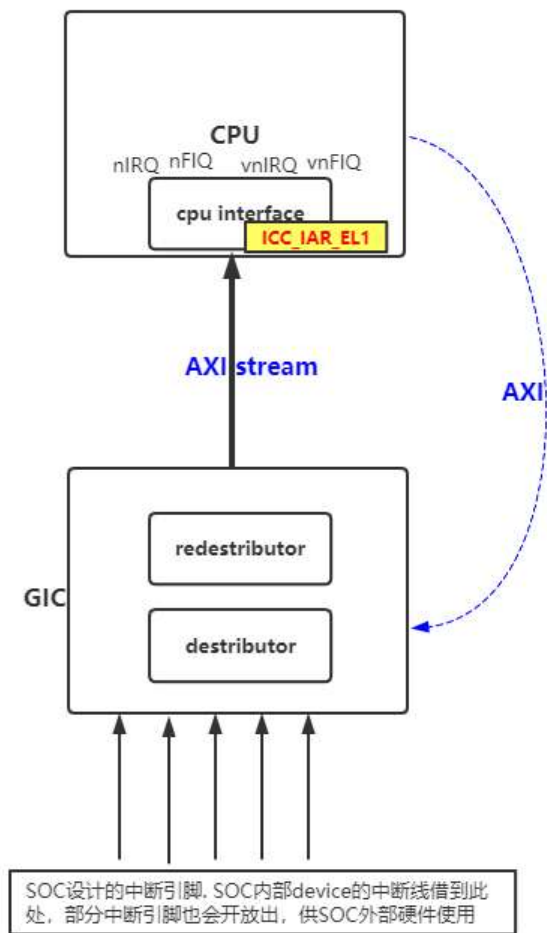 CPU
nIRQ nFIQ vnIRQ vnFIQ
cpu interface
ICC_IAR_EL1
AXI stream
AXI
redestributor
GIC
destributor
SOC设计的中断引脚. SOC内部device的中断线借到此
处，部分中断引脚也会开放出，供SOC外部硬件使用